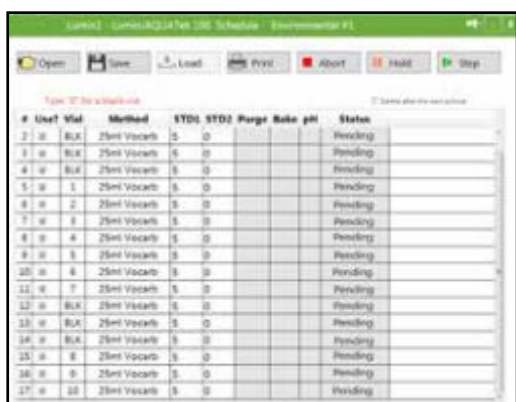 Lumin1 - Lumin/AQUATek 100 Schedule - Environmental #1
Open Save Load Print Abort Hold Stop
Type "0" for a blank vial
# Use? Vial Method STD1 STD2 Purge Bake pH Status
2 BLK 25ml Vocarb 5 0 Pending
3 BLK 25ml Vocarb 5 0 Pending
4 BLK 25ml Vocarb 5 0 Pending
5 1 25ml Vocarb 5 0 Pending
6 2 25ml Vocarb 5 0 Pending
7 3 25ml Vocarb 5 0 Pending
8 4 25ml Vocarb 5 0 Pending
9 5 25ml Vocarb 5 0 Pending
10 6 25ml Vocarb 5 0 Pending
11 7 25ml Vocarb 5 0 Pending
12 BLK 25ml Vocarb 5 0 Pending
13 BLK 25ml Vocarb 5 0 Pending
14 BLK 25ml Vocarb 5 0 Pending
15 8 25ml Vocarb 5 0 Pending
16 9 25ml Vocarb 5 0 Pending
17 10 25ml Vocarb 5 0 Pending